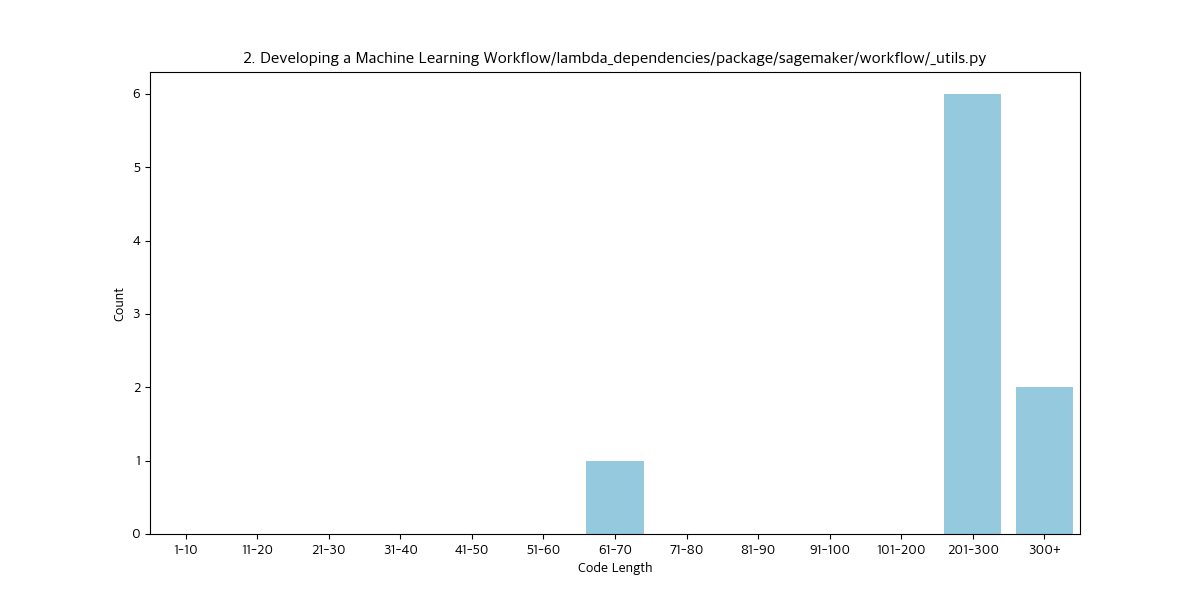 2. Developing a Machine Learning Workflow/lambda_dependencies/package/sagemaker/workflow/_utils.py
6
5
4
3
2
1
0
Count
1-10 11-20 21-30 31-40 41-50 51-60 61-70 71-80 81-90 91-100 101-200 201-300 300+
Code Length